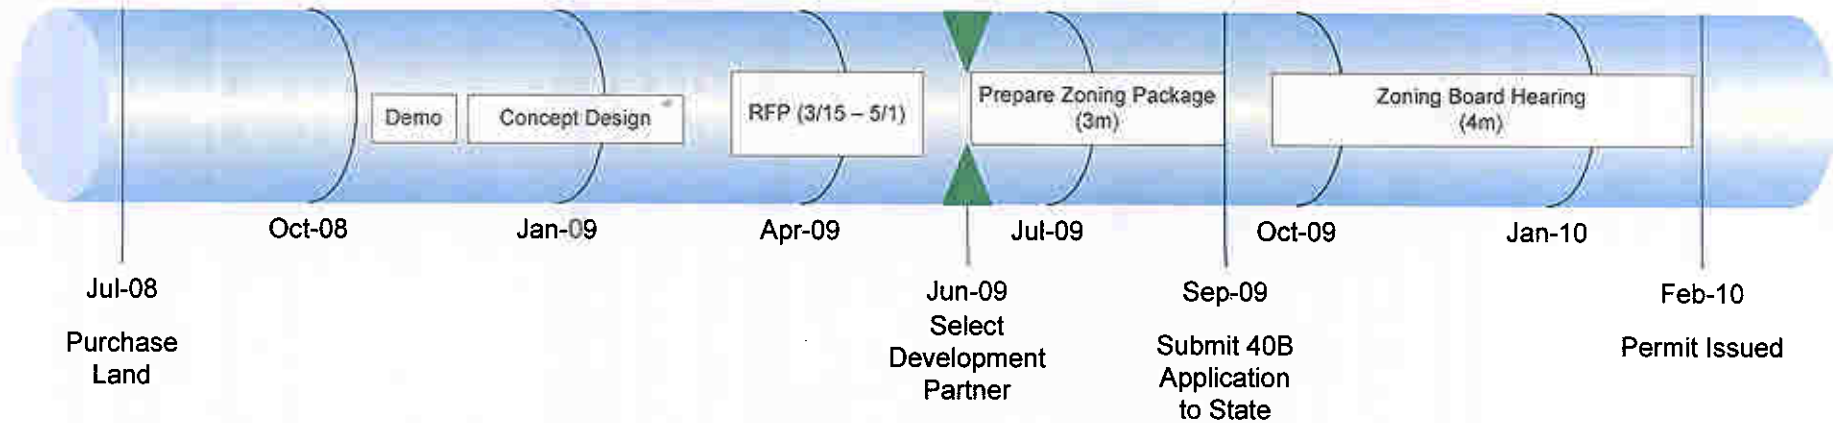 Demo
Concept Design
RFP (3/15 – 5/1)
Prepare Zoning Package
(3m)
Zoning Board Hearing
(4m)
Oct-08
Jan-09
Apr-09
Jul-09
Oct-09
Jan-10
Jul-08
Purchase
Land
Jun-09
Select
Development
Partner
Sep-09
Submit 40B
Application
to State
Feb-10
Permit Issued